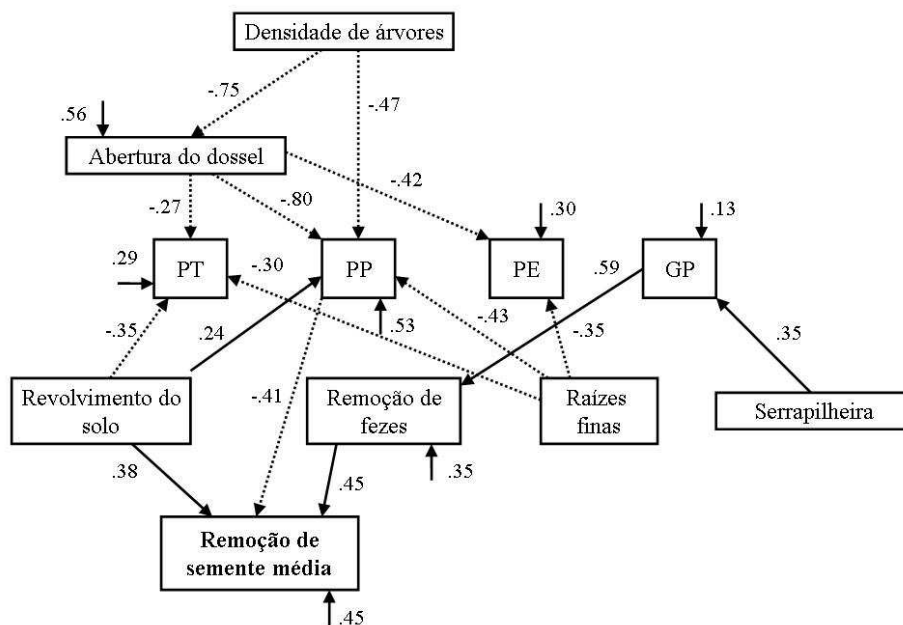 Densidade de árvores
-.75
-.47
.56
Abertura do dossel
-.42
-.27
-.80
.30
.13
.29
PT
-.30
PP
PE
.59
GP
-.35
.24
.53
-.43
-.35
.35
-.41
Revolvimento do
solo
Remoção de
fezes
Raízes
finas
Serrapilheira
.38
.45
.35
Remoção de
semente média
.45